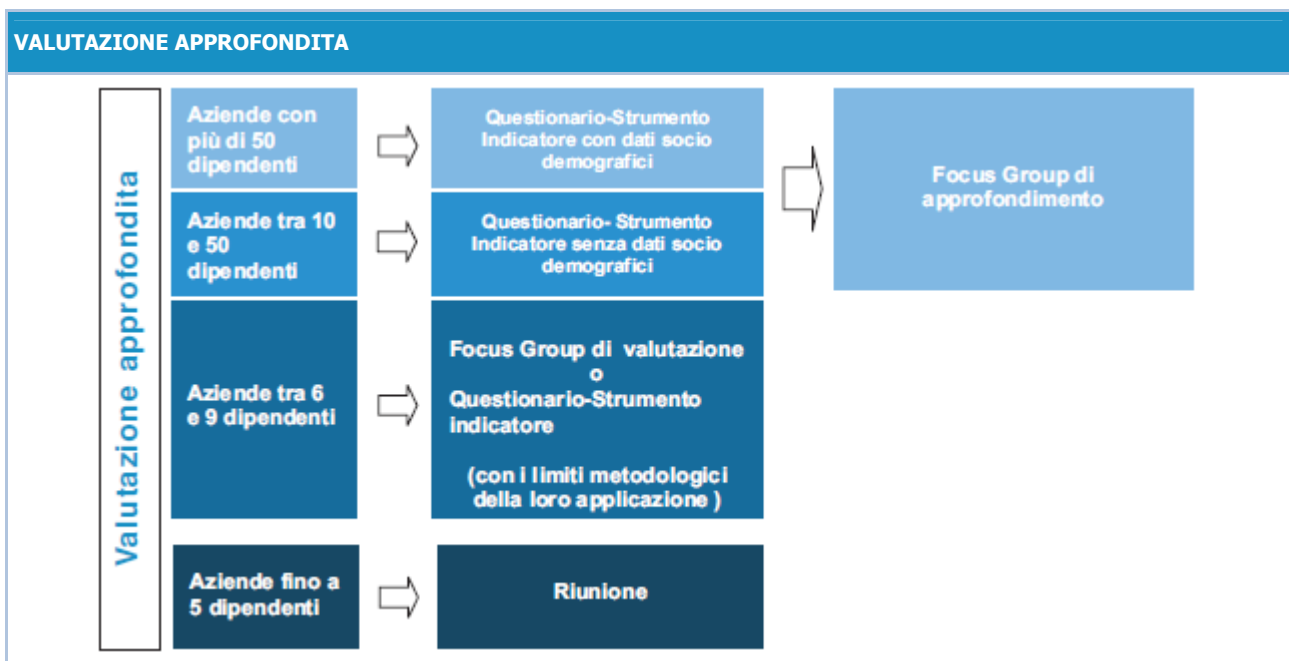 VALUTAZIONE APPROFONDITA
Valutazione approfondita
Aziende con
più di 50
dipendenti
Questionario-Strumento
Indicatore con dati socio
demografici
Focus Group di
approfondimento
Aziende tra 10
e 50
dipendenti
Questionario- Strumento
Indicatore senza dati socio
demografici
Aziende tra 6
e 9 dipendenti
Focus Group di valutazione
o
Questionario-Strumento
indicatore
(con i limiti metodologici
della loro applicazione )
Aziende fino a
5 dipendenti
Riunione